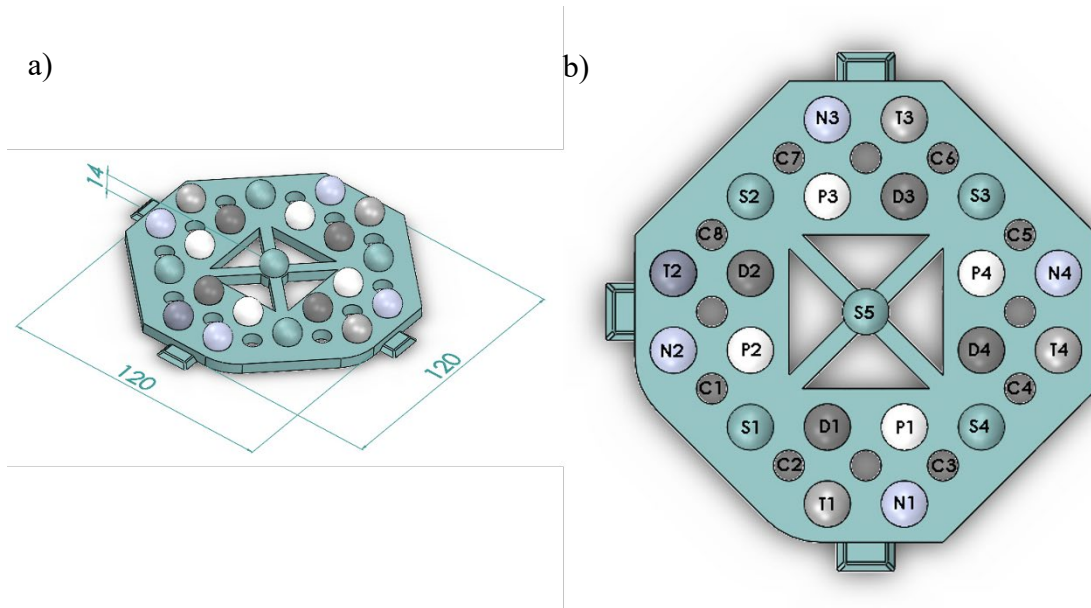 a)
14
120
120
b)
N3 T3
C7 C6
S2 P3 D3 S3
C8 C5
T2 D2 P4 N4
S5
N2 P2 D4 T4
C1 C4
S1 D1 P1 S4
C2 C3
T1 N1